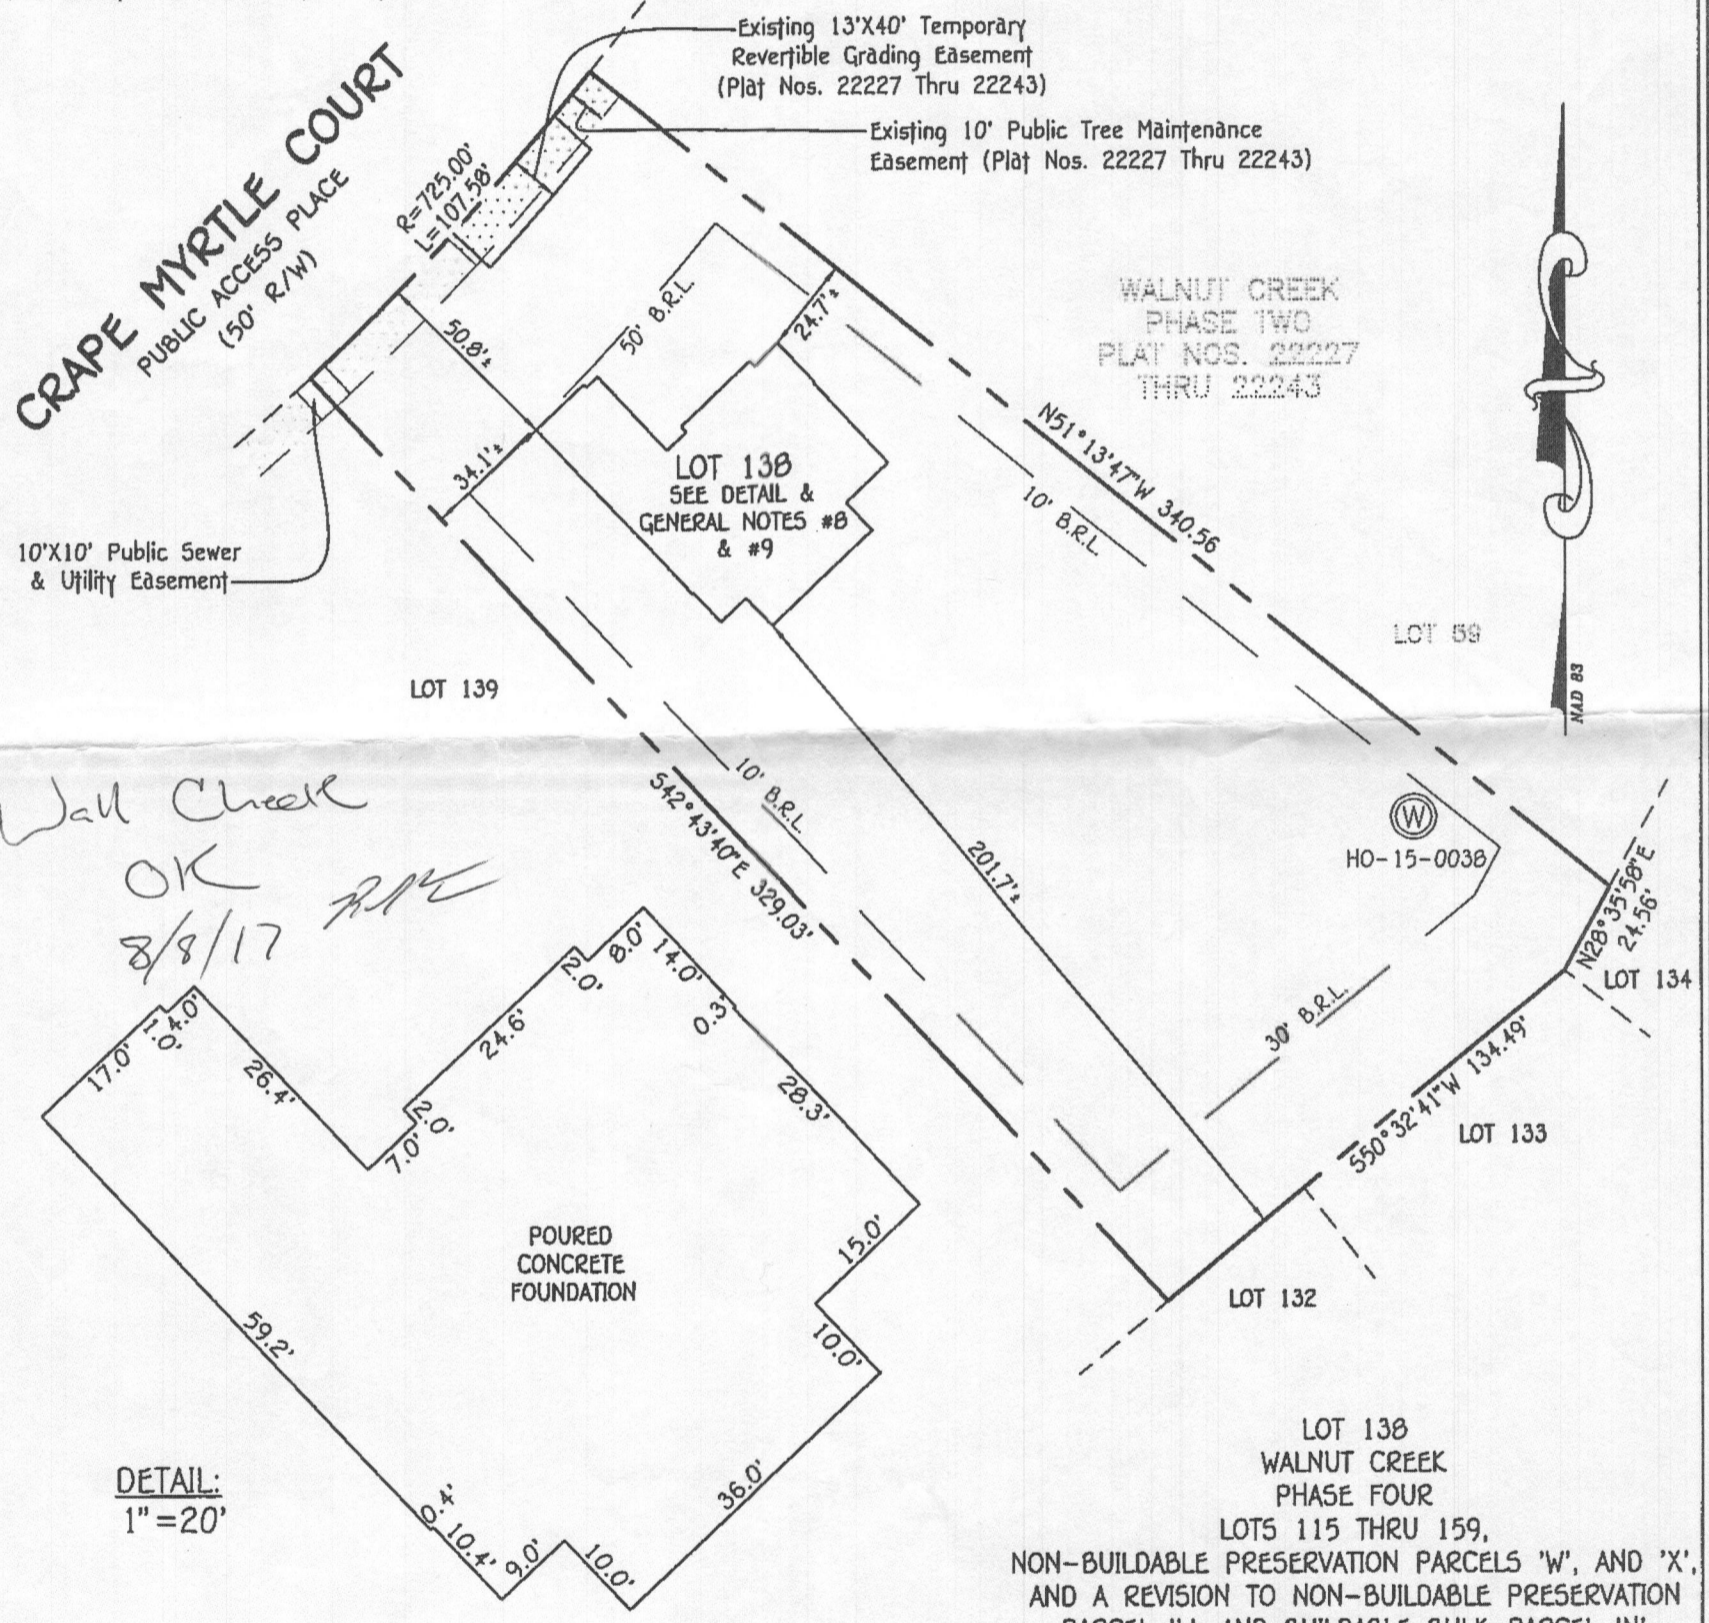 Existing 13'X40' Temporary
Revertible Grading Easement
(Plat Nos. 22227 Thru 22243)
Existing 10' Public Tree Maintenance
Easement (Plat Nos. 22227 Thru 22243)
CRAPE MYRTLE COURT
PUBLIC ACCESS PLACE
(50' R/W)
R=725.00'
L=107.58'
WALNUT CREEK
PHASE TWO
PLAT NOS. 22227
THRU 22243
50.8'±
50' B.R.L.
24.7'±
34.1'±
LOT 138
SEE DETAIL &
GENERAL NOTES #8
& #9
N51°13'47"W 340.56
10' B.R.L.
10'X10' Public Sewer
& Utility Easement
LOT 59
NAD 83
LOT 139
10' B.R.L.
S42°43'40"E 329.03'
201.7'±
W
HO-15-0038
N28°35'58"E
24.56'
LOT 134
30' B.R.L.
S50°32'41"W 134.49'
LOT 133
LOT 132
Wall Check
OK
8/8/17
17.0'
1.0'
4.0'
26.4'
7.0'
2.0'
24.6'
2.0'
8.0'
14.0'
0.3'
28.3'
15.0'
10.0'
36.0'
10.0'
9.0'
10.4'
0.4'
59.2'
POURED
CONCRETE
FOUNDATION
DETAIL:
1"=20'
LOT 138
WALNUT CREEK
PHASE FOUR
LOTS 115 THRU 159,
NON-BUILDABLE PRESERVATION PARCELS 'W', AND 'X',
AND A REVISION TO NON-BUILDABLE PRESERVATION